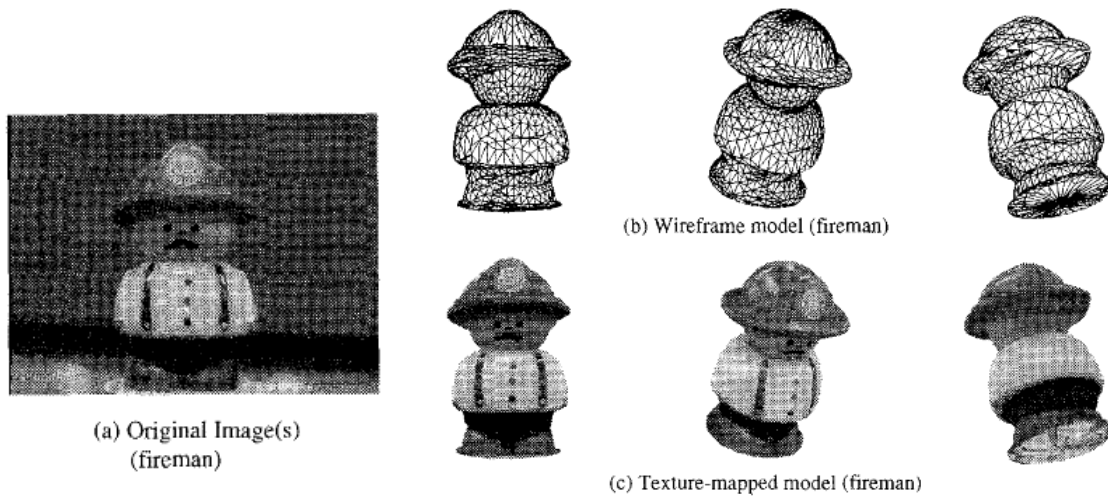 (b) Wireframe model (fireman)
(a) Original Image(s)
(fireman)
(c) Texture-mapped model (fireman)